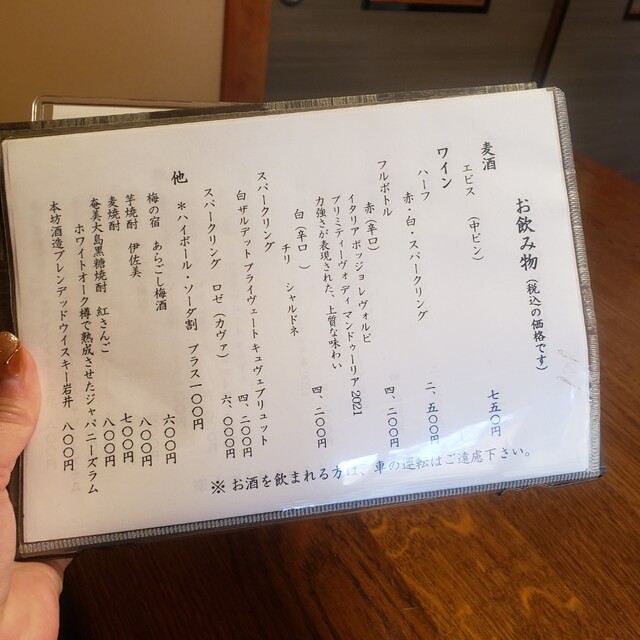 お飲み物（税込の価格です）
麦酒
ヱビス （中ビン） 七五〇円
ワイン
ハーフ
赤・白・スパークリング 二、五〇〇円
フルボトル
赤（辛口） 四、二〇〇円
イタリア ポッジョ レ ヴォルピ
プリミティーヴォ ディ マンドゥーリア 2021
力強さが表現された、上質な味わい
白（辛口 ） 四、二〇〇円
チリ シャルドネ
スパークリング
白 ザルデット プライヴェート キュヴェ ブリュット 四、二〇〇円
スパークリング ロゼ（カヴァ） 六、〇〇〇円
他 ＊ハイボール・ソーダ割 プラス一〇〇円
梅の宿 あらごし梅酒 六〇〇円
芋焼酎 伊佐美 八〇〇円
麦焼酎 七〇〇円
奄美大島黒糖焼酎 紅さんご 八〇〇円
ホワイトオーク樽で熟成させたジャパニーズラム
本坊酒造ブレンデッドウイスキー岩井 八〇〇円
※ お酒を飲まれる方は、車の運転はご遠慮下さい。